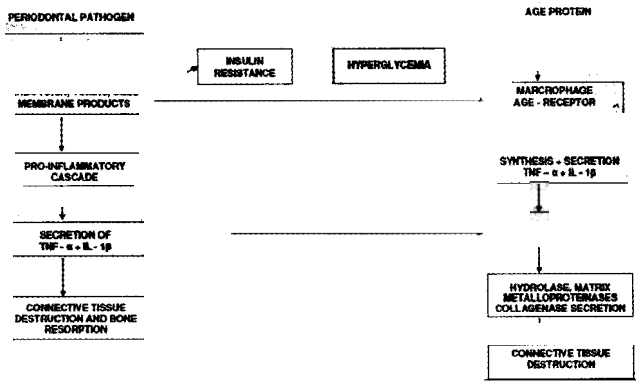 PERIODONTAL PATHOGEN
MEMBRANE PRODUCTS
PRO-INFLAMMATORY
CASCADE
SECRETION OF
TNF - α + IL - 1β
CONNECTIVE TISSUE
DESTRUCTION AND BONE
RESORPTION
INSULIN
RESISTANCE
HYPERGLYCEMIA
AGE PROTEIN
MARCROPHAGE
AGE - RECEPTOR
SYNTHESIS + SECRETION
TNF - α + IL - 1β
HYDROLASE, MATRIX
METALLOPROTEINASES
COLLAGENASE SECRETION
CONNECTIVE TISSUE
DESTRUCTION